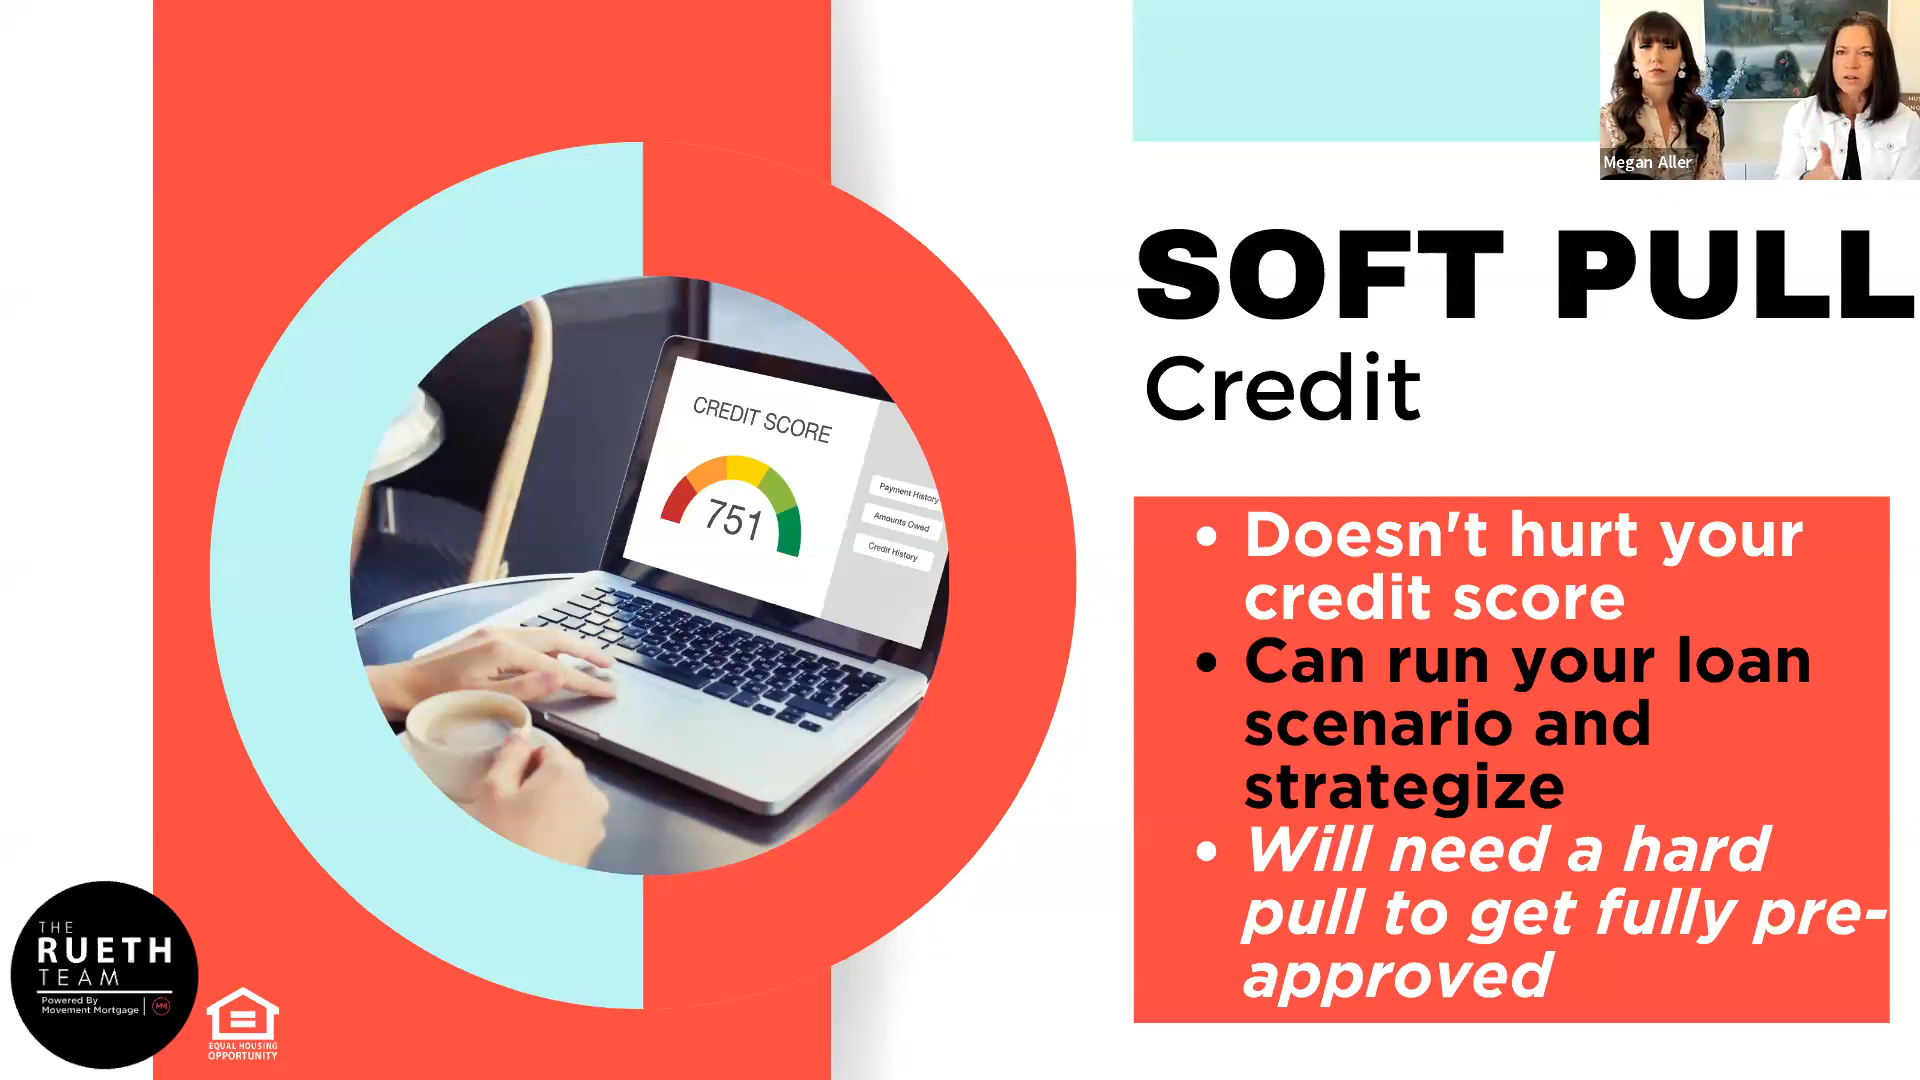 Megan Aller
SOFT PULL
Credit
CREDIT SCORE
751
Payment History
Amounts Owed
Credit History
• Doesn't hurt your
credit score
• Can run your loan
scenario and
strategize
• Will need a hard
pull to get fully pre-
approved
THE
RUETH
TEAM
Powered By
Movement Mortgage
MM
EQUAL HOUSING
OPPORTUNITY